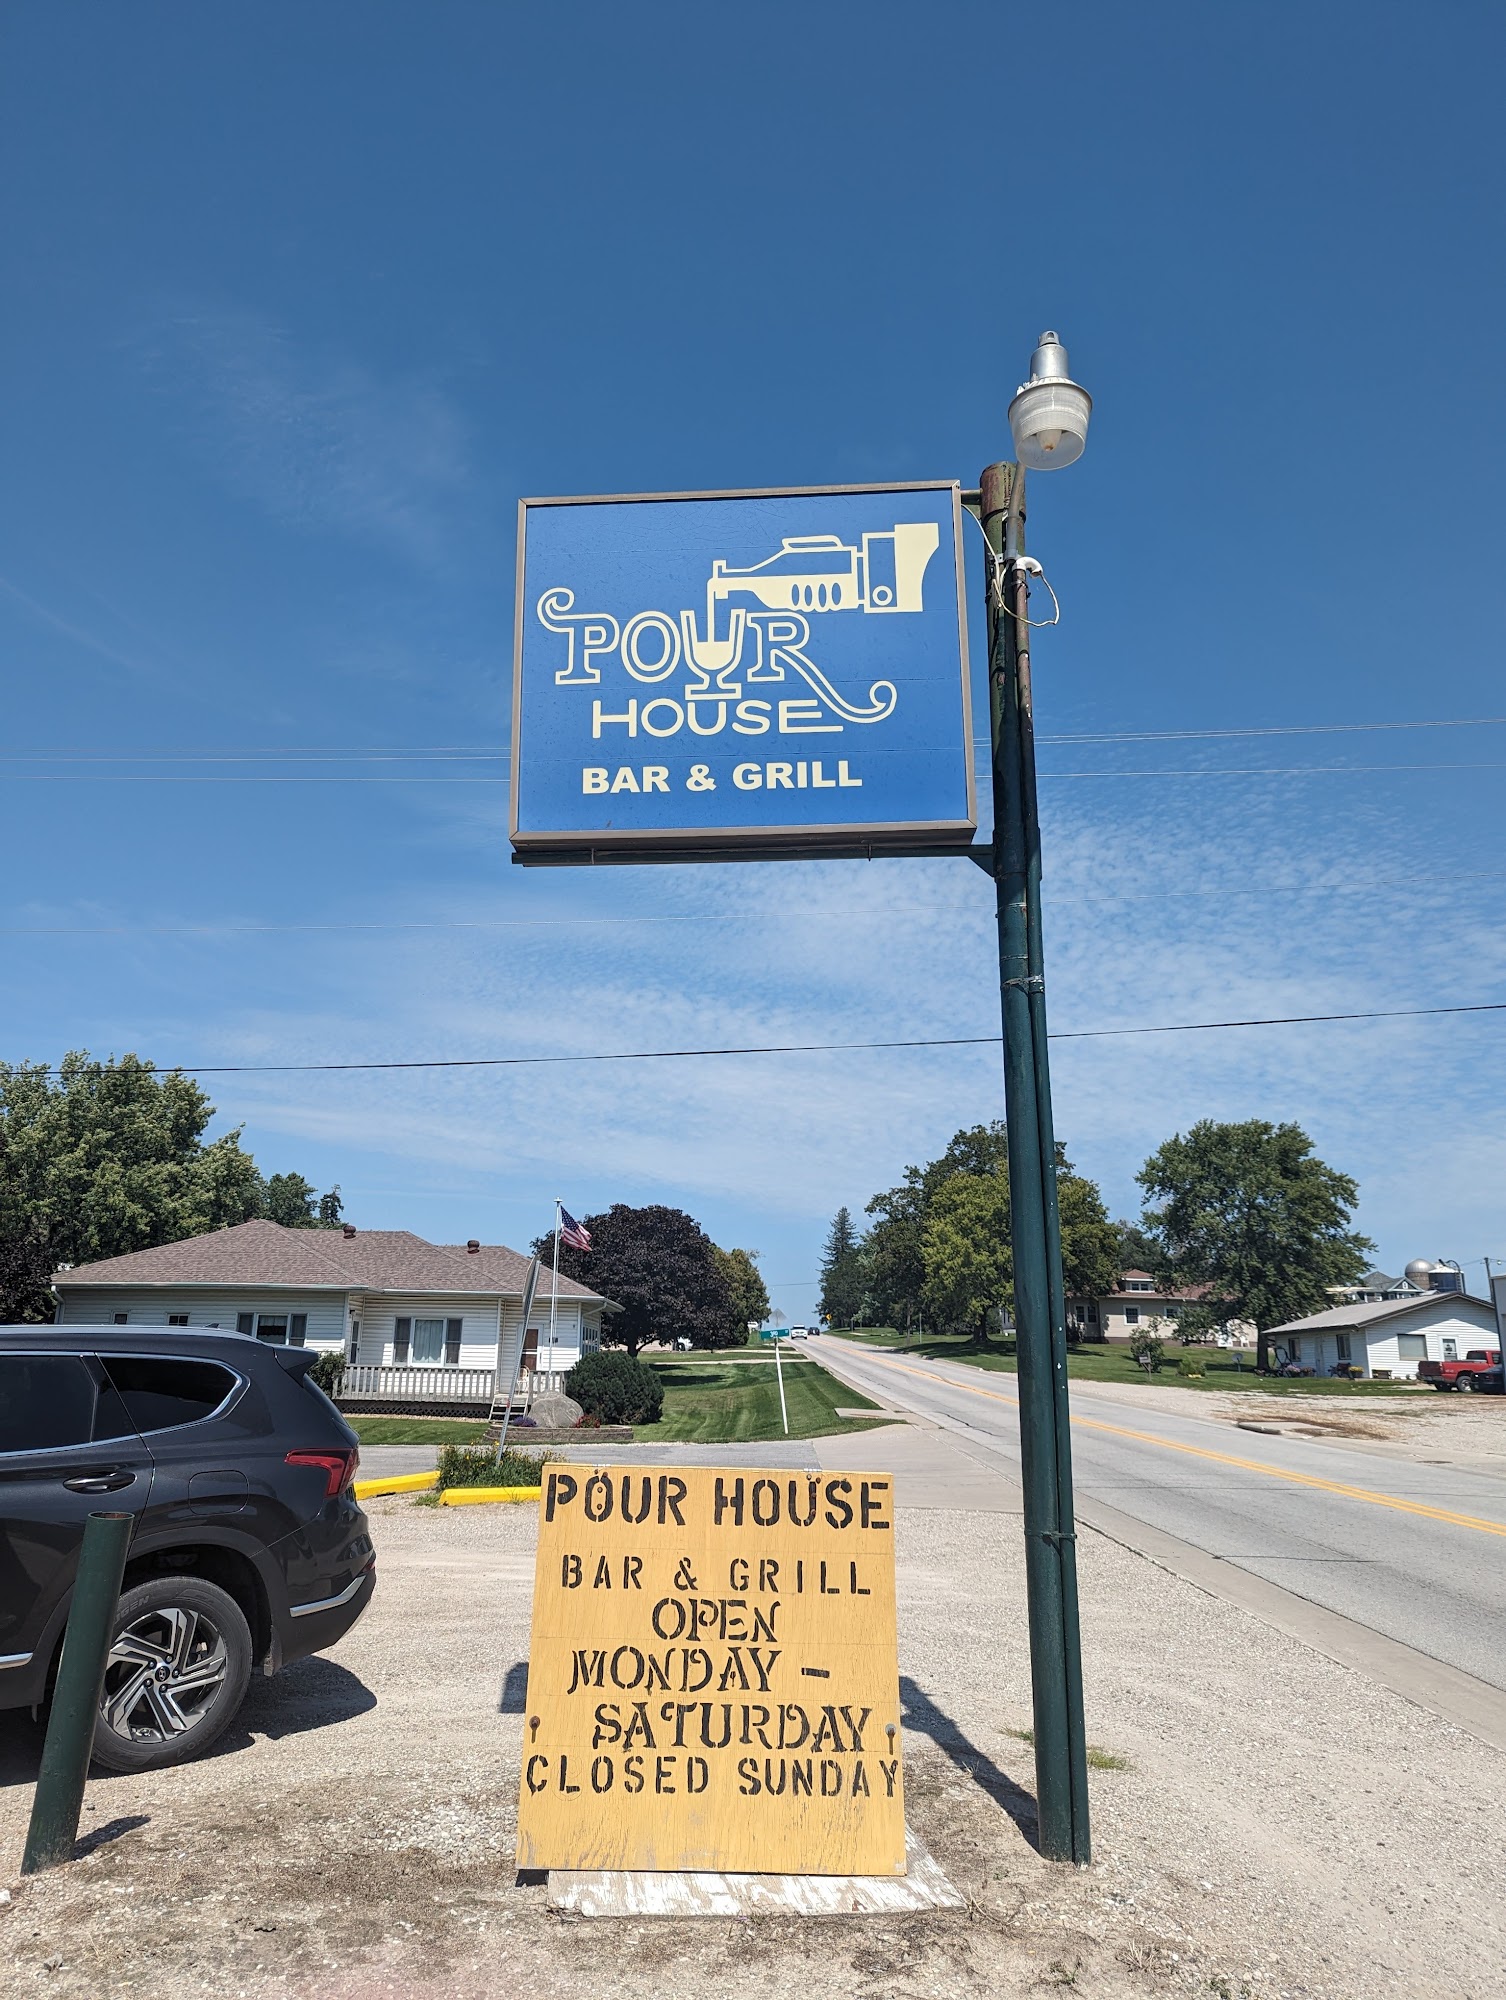 POUR
HOUSE
BAR & GRILL
POUR HOUSE
BAR & GRILL
OPEN
MONDAY -
SATURDAY
CLOSED SUNDAY